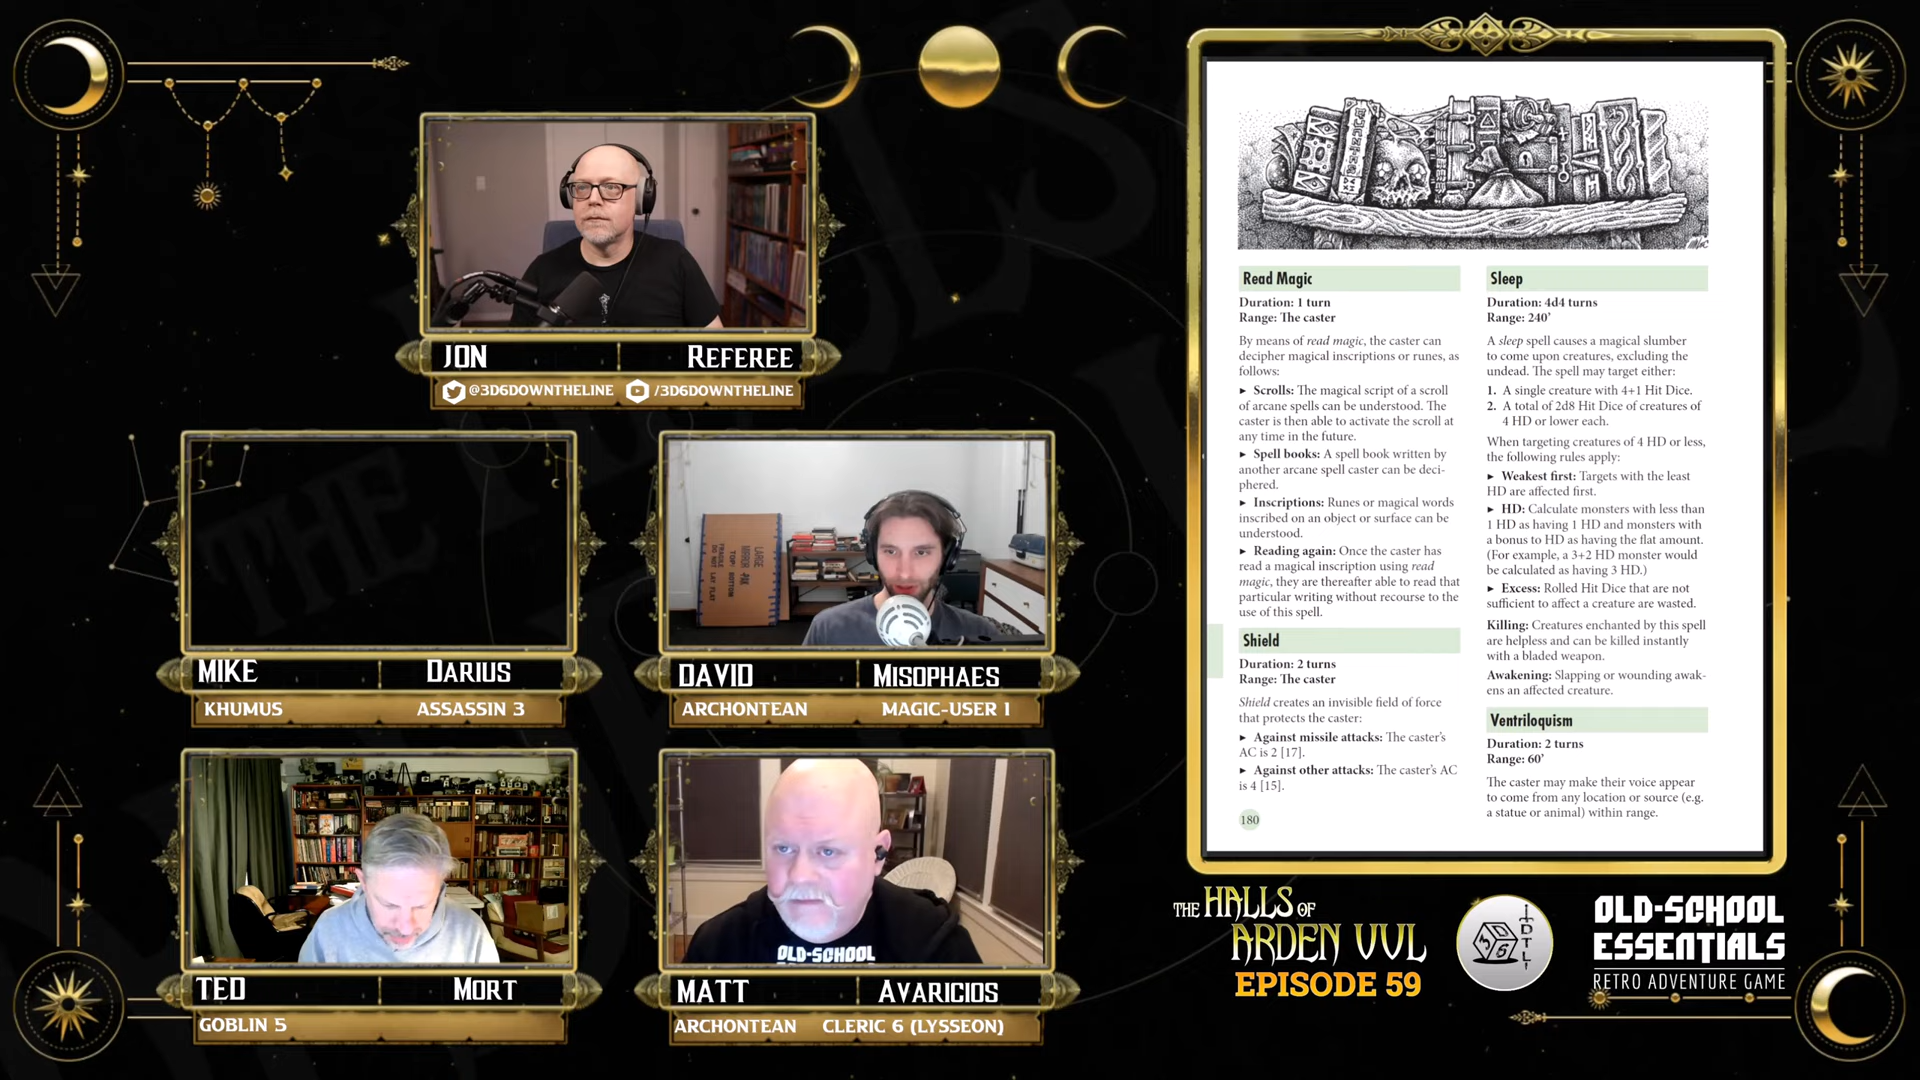 JON
REFEREE
@3D6DOWNTHELINE
/3D6DOWNTHELINE
MIKE
DARIUS
KHUMUS
ASSASSIN 3
LARGE
MIRROR-PAK
TOP / BOTTOM
FRAGILE
DO NOT LAY FLAT
DAVID
MISOPHAES
ARCHONTEAN
MAGIC-USER 1
TED
MORT
GOBLIN 5
OLD-SCHOOL
MATT
AVARICIOS
ARCHONTEAN
CLERIC 6 (LYSSEON)
Read Magic
Duration: 1 turn
Range: The caster
By means of read magic, the caster can
decipher magical inscriptions or runes, as
follows:
► Scrolls: The magical script of a scroll
of arcane spells can be understood. The
caster is then able to activate the scroll at
any time in the future.
► Spell books: A spell book written by
another arcane spell caster can be deci-
phered.
► Inscriptions: Runes or magical words
inscribed on an object or surface can be
understood.
► Reading again: Once the caster has
read a magical inscription using read
magic, they are thereafter able to read that
particular writing without recourse to the
use of this spell.
Shield
Duration: 2 turns
Range: The caster
Shield creates an invisible field of force
that protects the caster:
► Against missile attacks: The caster's
AC is 2 [17].
► Against other attacks: The caster's AC
is 4 [15].
180
Sleep
Duration: 4d4 turns
Range: 240'
A sleep spell causes a magical slumber
to come upon creatures, excluding the
undead. The spell may target either:
1. A single creature with 4+1 Hit Dice.
2. A total of 2d8 Hit Dice of creatures of
4 HD or lower each.
When targeting creatures of 4 HD or less,
the following rules apply:
► Weakest first: Targets with the least
HD are affected first.
► HD: Calculate monsters with less than
1 HD as having 1 HD and monsters with
a bonus to HD as having the flat amount.
(For example, a 3+2 HD monster would
be calculated as having 3 HD.)
► Excess: Rolled Hit Dice that are not
sufficient to affect a creature are wasted.
Killing: Creatures enchanted by this spell
are helpless and can be killed instantly
with a bladed weapon.
Awakening: Slapping or wounding awak-
ens an affected creature.
Ventriloquism
Duration: 2 turns
Range: 60'
The caster may make their voice appear
to come from any location or source (e.g.
a statue or animal) within range.
THE HALLS OF
ARDEN VUL
EPISODE 59
3 D 6
D T L
OLD-SCHOOL
ESSENTIALS
RETRO ADVENTURE GAME